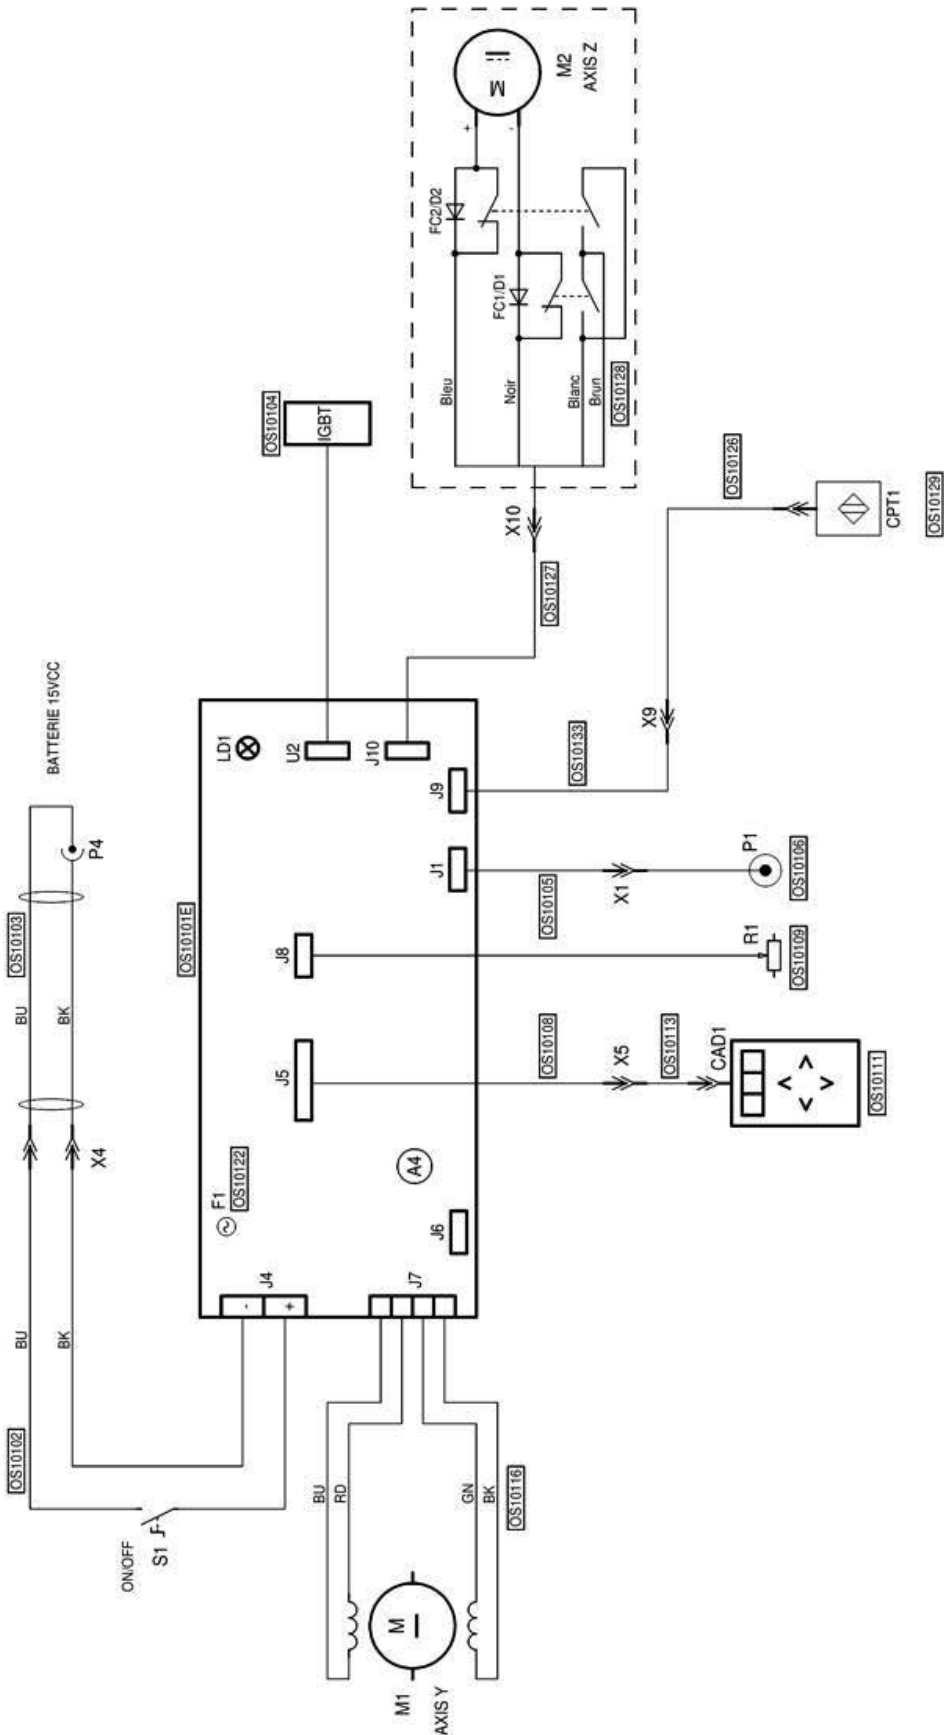 BATTERIE 15VCC
P4
OS10103
BU
BK
X4
BU
BK
OS10102
ON/OFF
S1
OS10101E
F1
OS10122
LD1
U2
J10
J9
J1
J8
J5
A4
J6
J4
-
+
J7
BU
RD
GN
BK
OS10116
M
M1
AXIS Y
OS10104
IGBT
X10
OS10127
Bleu
Noir
Blanc
Brun
OS10128
FC2/D2
FC1/D1
+
-
M
M2
AXIS Z
OS10133
X9
OS10126
CPT1
OS10129
OS10105
X1
P1
OS10106
R1
OS10109
OS10108
X5
OS10113
CAD1
OS10111